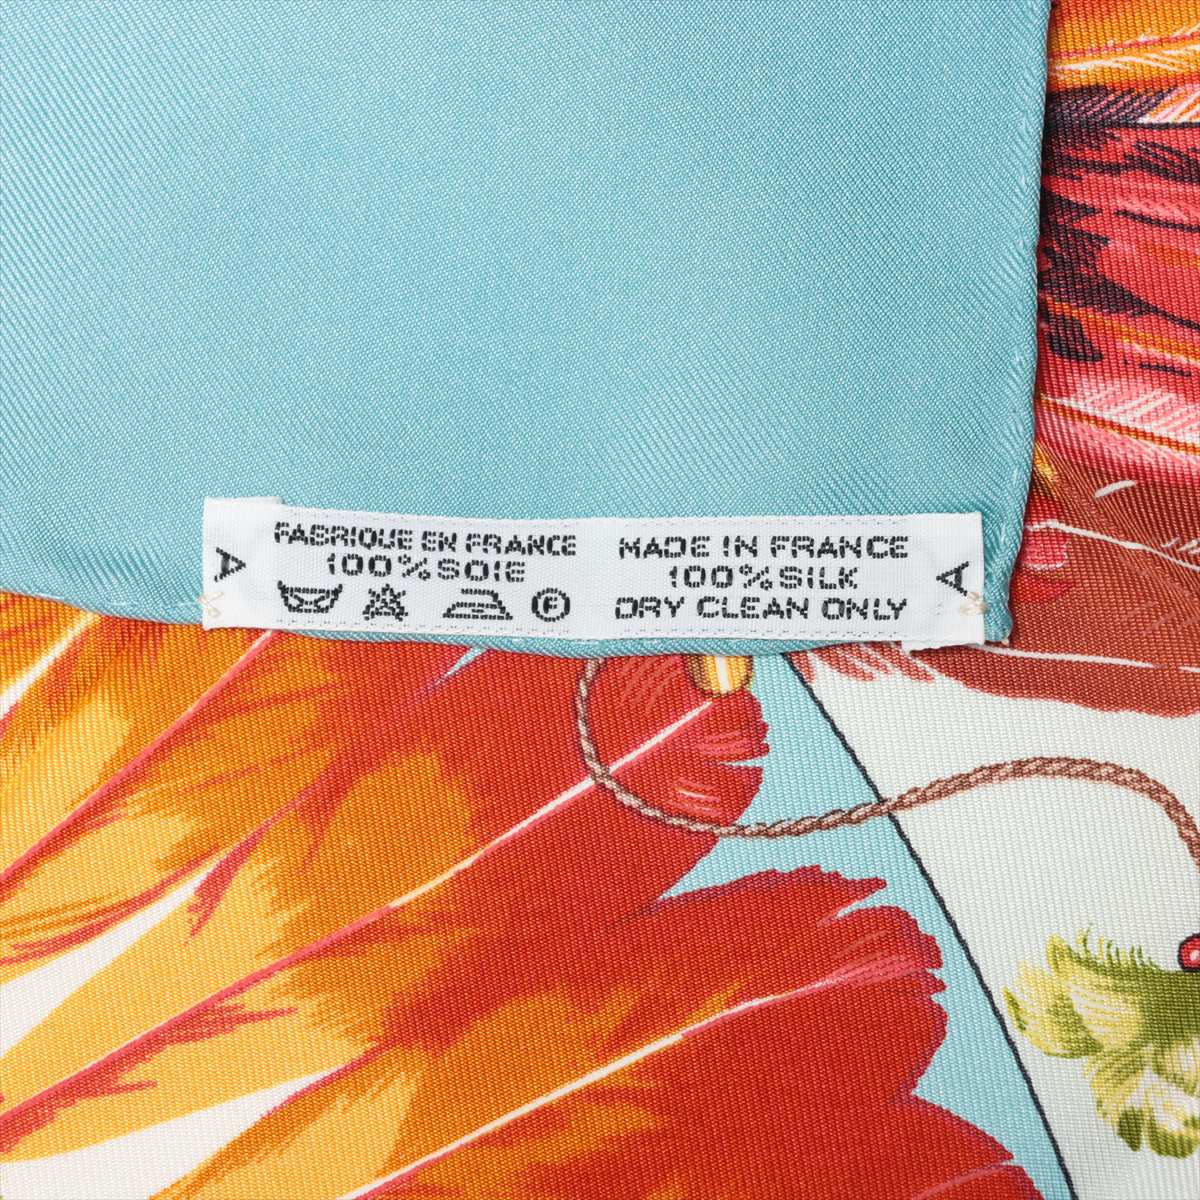 A
FABRIQUE EN FRANCE
100% SOIE
F
MADE IN FRANCE
100% SILK
DRY CLEAN ONLY
A